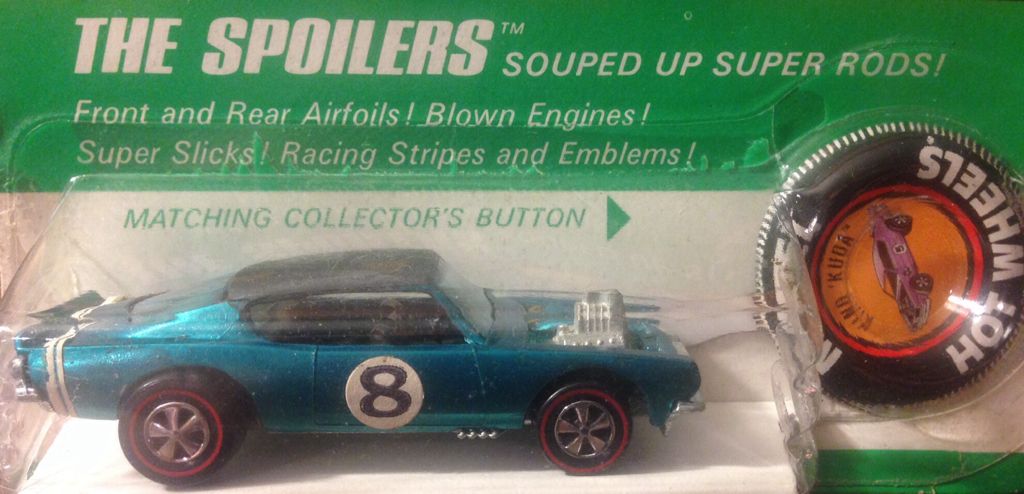 THE SPOILERS™
SOUPED UP SUPER RODS!
Front and Rear Airfoils! Blown Engines!
Super Slicks! Racing Stripes and Emblems!
MATCHING COLLECTOR'S BUTTON
8
HOT WHEELS
KING 'KUDA'